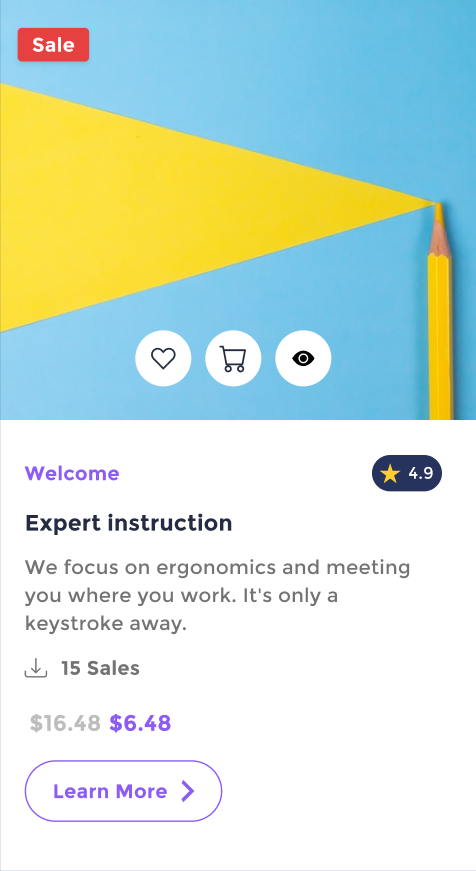 Sale
Welcome
4.9
Expert instruction
We focus on ergonomics and meeting
you where you work. It's only a
keystroke away.
15 Sales
$16.48 $6.48
Learn More